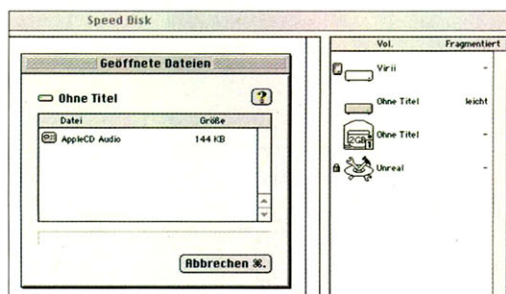 Speed Disk
Geöffnete Dateien
Ohne Titel
?
Datei Größe
AppleCD Audio 144 KB
Abbrechen ⌘.
Vol. Fragmentiert
Virii -
Ohne Titel leicht
2GB 1 Ohne Titel -
Unreal -